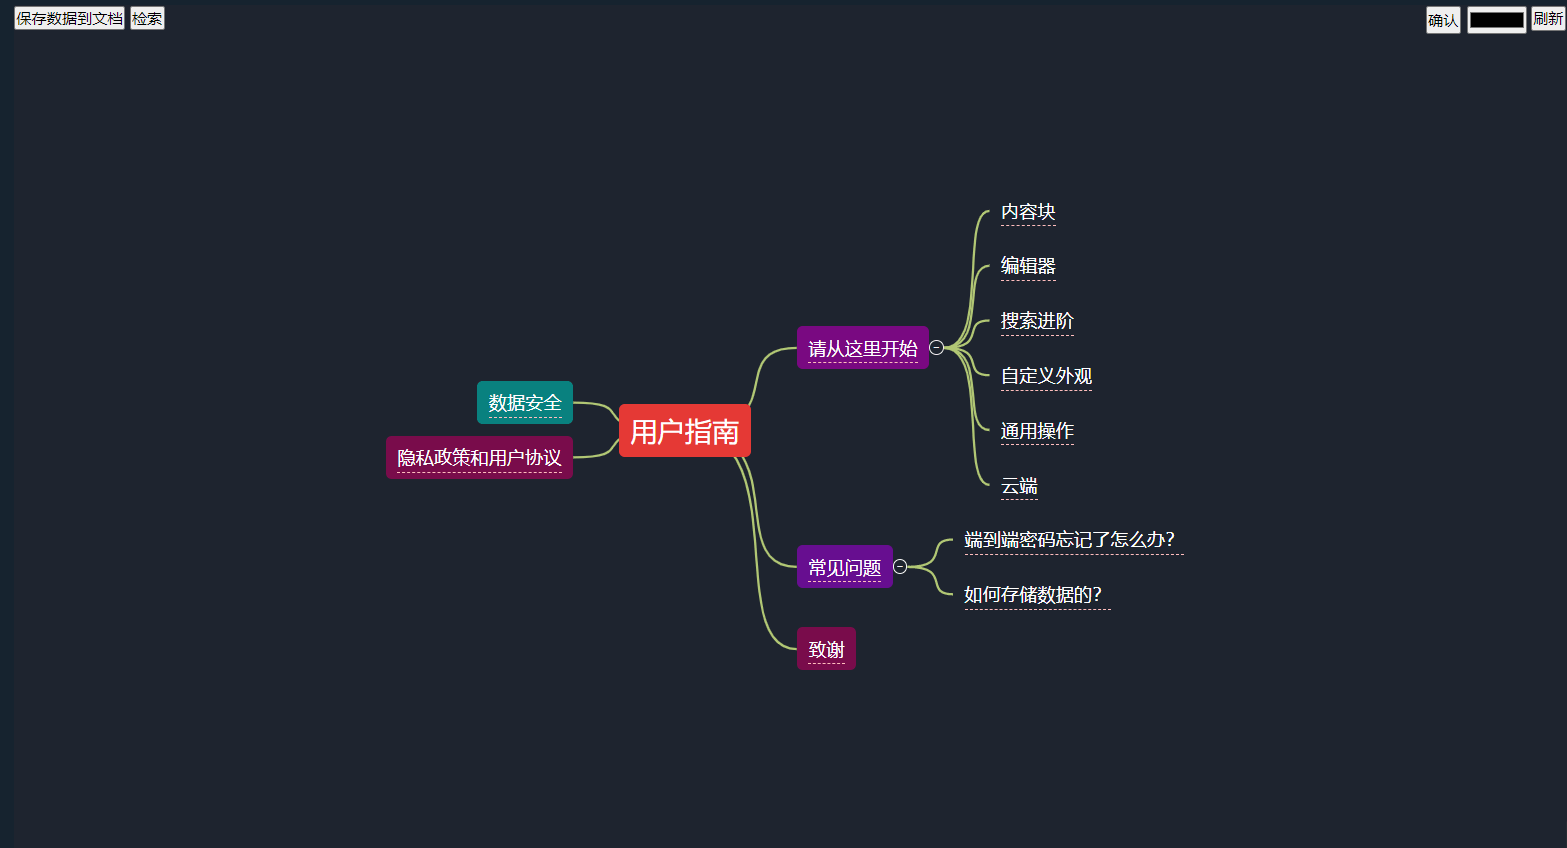 保存数据到文档 检索
确认 刷新
内容块
编辑器
搜索进阶
请从这里开始
自定义外观
数据安全
用户指南
通用操作
隐私政策和用户协议
云端
端到端密码忘记了怎么办？
常见问题
如何存储数据的？
致谢